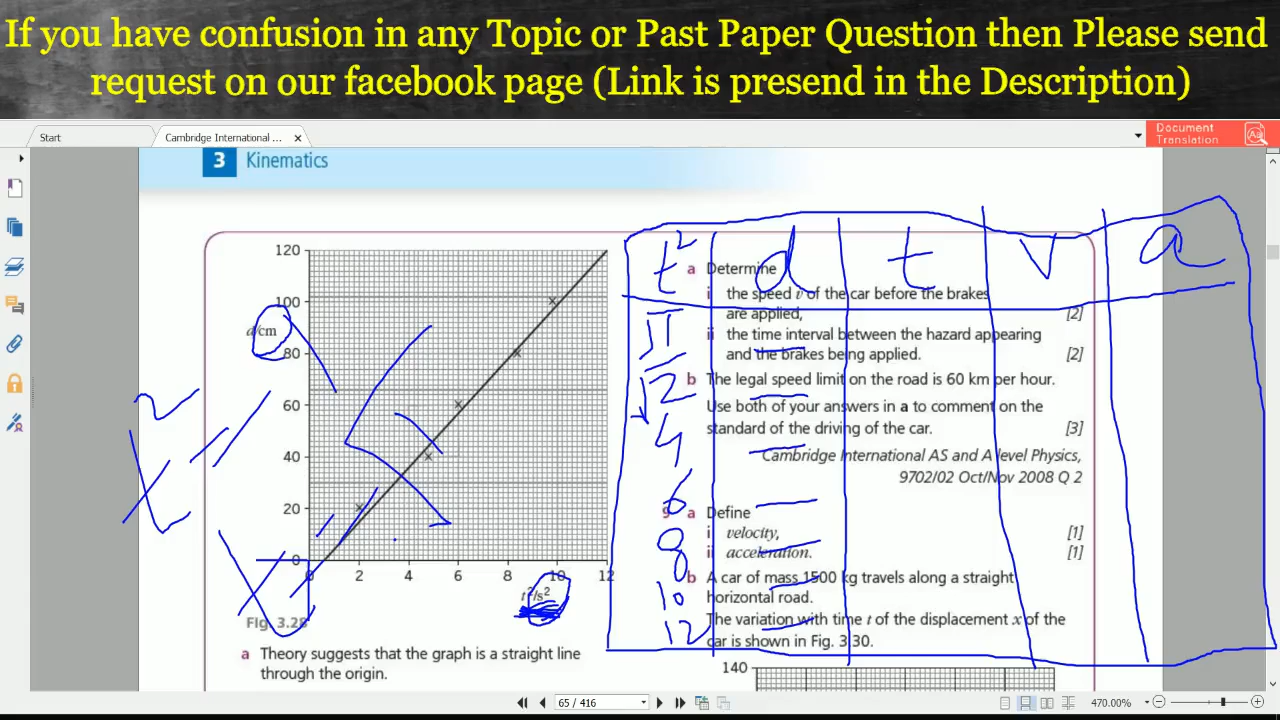 If you have confusion in any Topic or Past Paper Question then Please send
request on our facebook page (Link is presend in the Description)
Start
Cambridge International ...
Document
Translation
3 Kinematics
120
100
d/cm
80
60
40
20
0
0 2 4 6 8 10 12
t²/s²
Fig. 3.28
a Theory suggests that the graph is a straight line
through the origin.
t² =
t² d t v a
2
4
6
8
10
12
a Determine
i the speed v of the car before the brakes
are applied, [2]
ii the time interval between the hazard appearing
and the brakes being applied. [2]
b The legal speed limit on the road is 60 km per hour.
Use both of your answers in a to comment on the
standard of the driving of the car. [3]
Cambridge International AS and A level Physics,
9702/02 Oct/Nov 2008 Q 2
9 a Define
i velocity, [1]
ii acceleration. [1]
b A car of mass 1500 kg travels along a straight
horizontal road.
The variation with time t of the displacement x of the
car is shown in Fig. 3.30.
140
65 / 416
470.00%